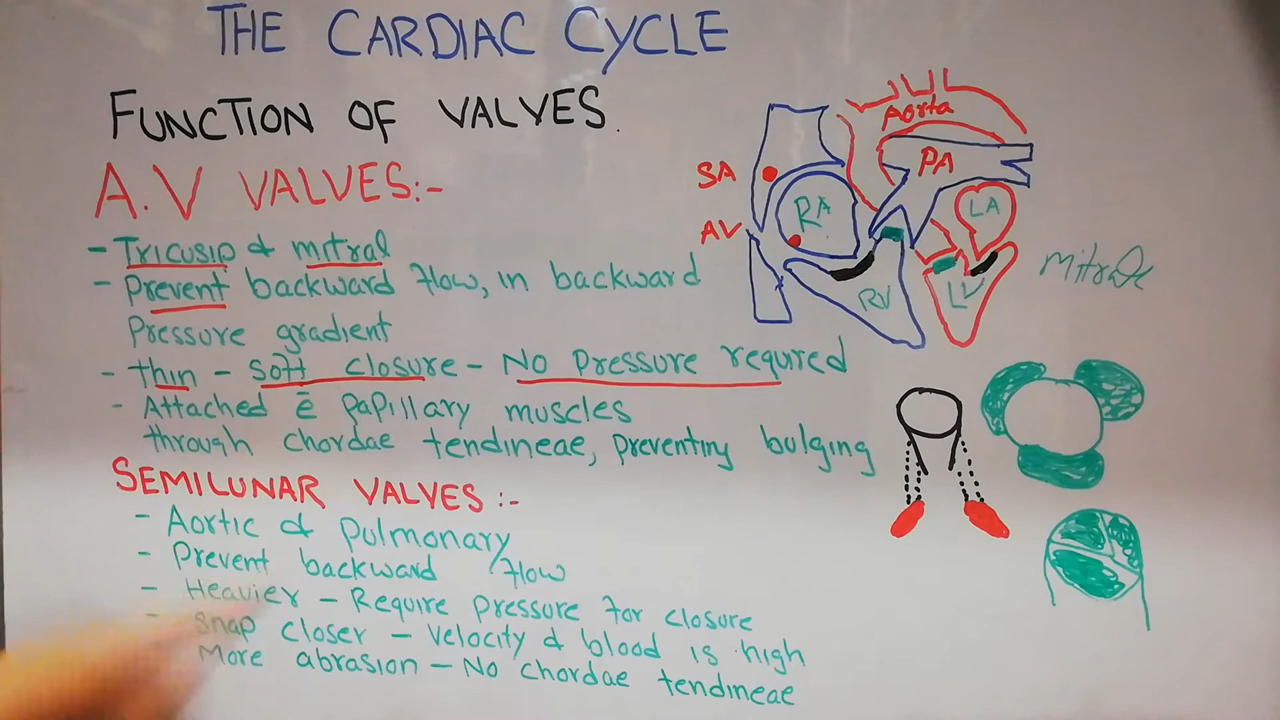 THE CARDIAC CYCLE
FUNCTION OF VALVES.
A.V VALVES:-
- Tricusip & mitral
- Prevent backward flow, in backward
Pressure gradient
- thin - soft closure - No Pressure required
- Attached ē papillary muscles
through chordae tendineae, preventing bulging
SEMILUNAR VALVES:-
- Aortic & Pulmonary
- Prevent backward flow
- Heavier - Require pressure for closure
- Snap closer - Velocity & blood is high
More abrasion - No chordae tendineae
Aorta
PA
SA
RA
LA
AV
RV
LV
Mitral